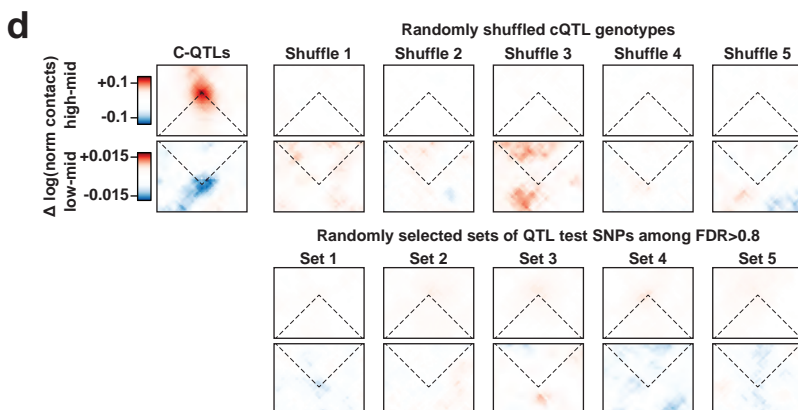 d
Randomly shuffled cQTL genotypes
C-QTLs Shuffle 1 Shuffle 2 Shuffle 3 Shuffle 4 Shuffle 5
Δ log(norm contacts)
high-mid
+0.1
-0.1
low-mid
+0.015
-0.015
Randomly selected sets of QTL test SNPs among FDR>0.8
Set 1 Set 2 Set 3 Set 4 Set 5